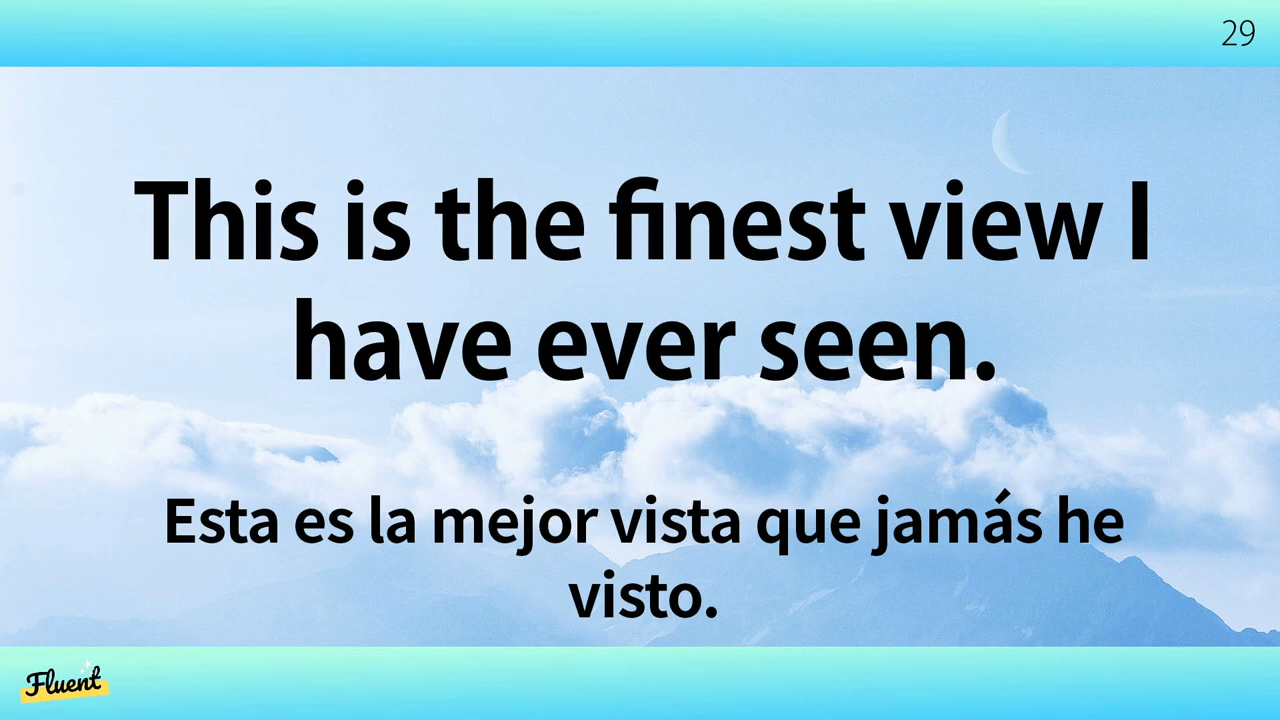 29
This is the finest view I
have ever seen.
Esta es la mejor vista que jamás he
visto.
Fluent